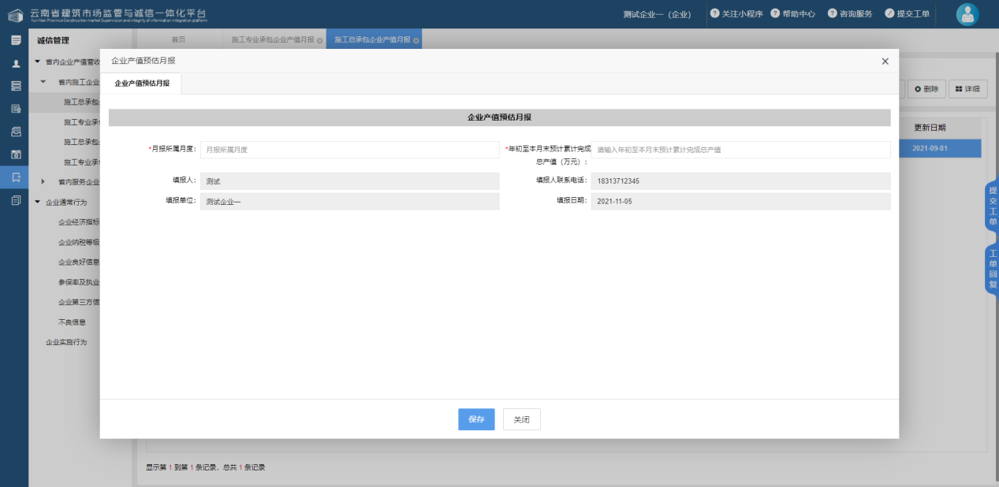 云南省建筑市场监管与诚信一体化平台
Yun Nan Province Construction market Supervision and integrity of information integration platform
测试企业一（企业）
关注小程序
帮助中心
咨询服务
提交工单
诚信管理
首页
施工专业承包企业产值月报
施工总承包企业产值月报
省内企业产值营收
省内施工企业
施工总承包
施工专业承
施工总承包
施工专业承
省内服务企业
企业通常行为
企业经济指标
企业纳税等级
企业良好信息
参保率及执业
企业第三方信
不良信息
企业实施行为
企业产值预估月报
企业产值预估月报
企业产值预估月报
*月报所属月度：
月报所属月度
*年初至本月末预计累计完成
总产值（万元）：
请输入年初至本月末预计累计完成总产值
填报人：
测试
填报人联系电话：
18313712345
填报单位：
测试企业一
填报日期：
2021-11-05
保存
关闭
删除
详细
更新日期
2021-09-01
提交工单
工单回复
显示第 1 到第 1 条记录，总共 1 条记录